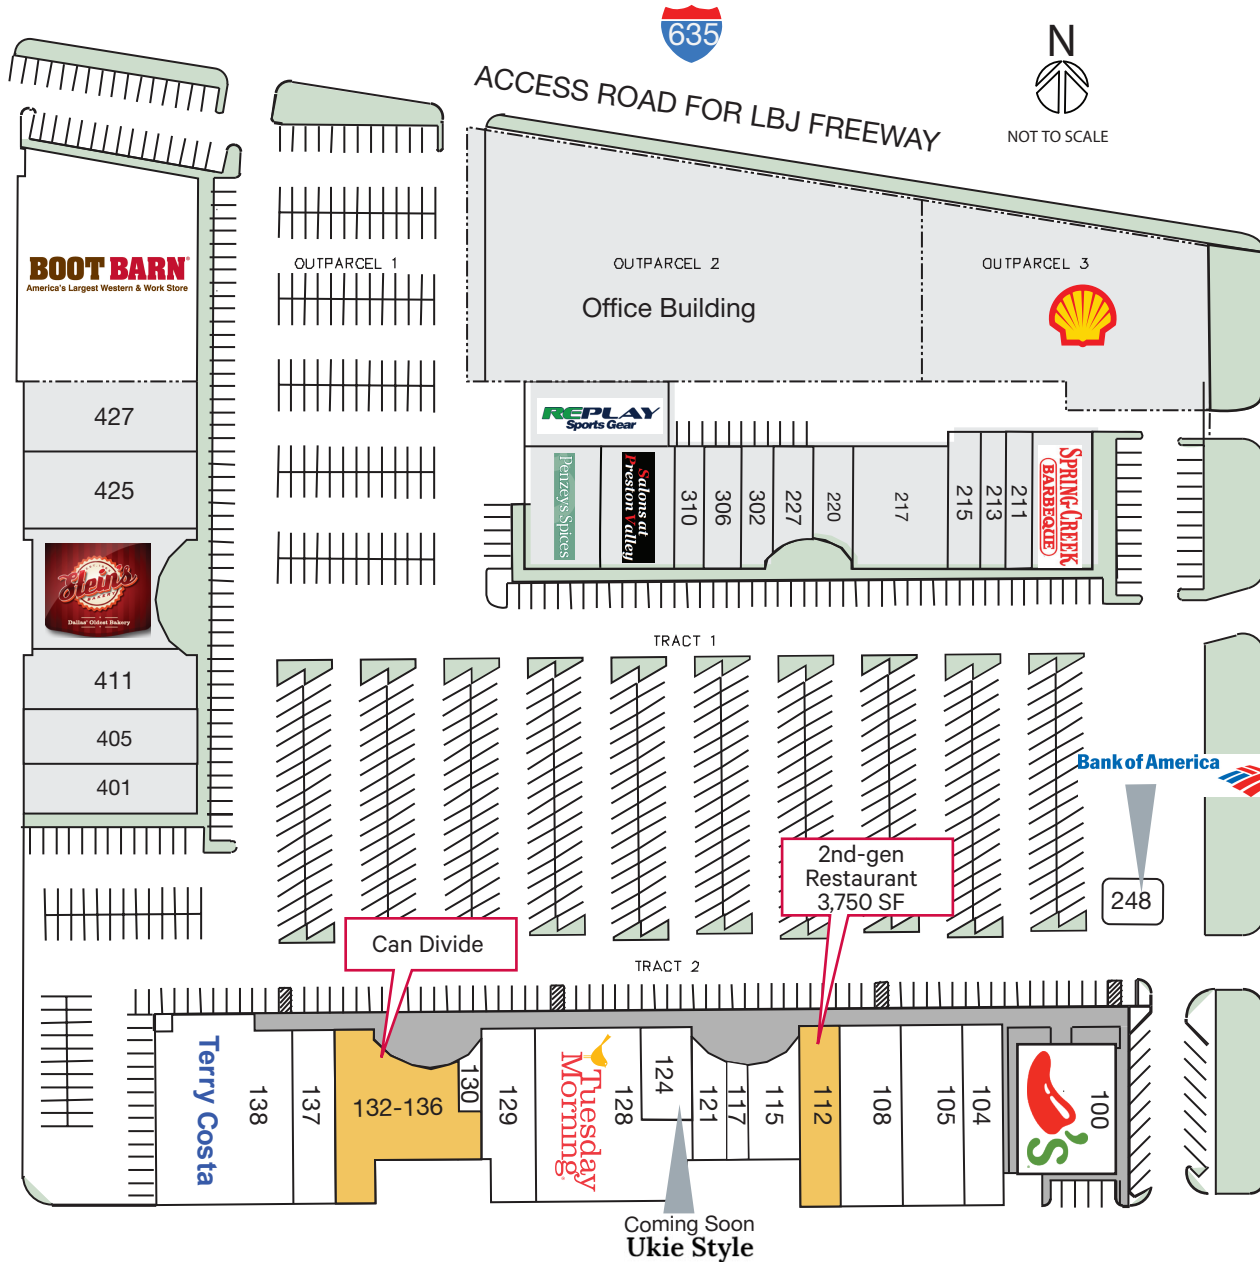 635
N
ACCESS ROAD FOR LBJ FREEWAY
NOT TO SCALE
BOOT BARN®
America's Largest Western & Work Store
OUTPARCEL 1
OUTPARCEL 2
OUTPARCEL 3
Office Building
427
425
Stein's
Dallas' Oldest Bakery
411
405
401
REPLAY
Sports Gear
Penzeys Spices
Salons at
Preston Valley
310
306
302
227
220
217
215
213
211
SPRING-CREEK
BARBEQUE
TRACT 1
Bank of America
248
2nd-gen
Restaurant
3,750 SF
Can Divide
TRACT 2
Terry Costa
138
137
132-136
130
129
Tuesday
Morning
128
124
121
117
115
112
108
105
104
'S
100
Coming Soon
Ukie Style